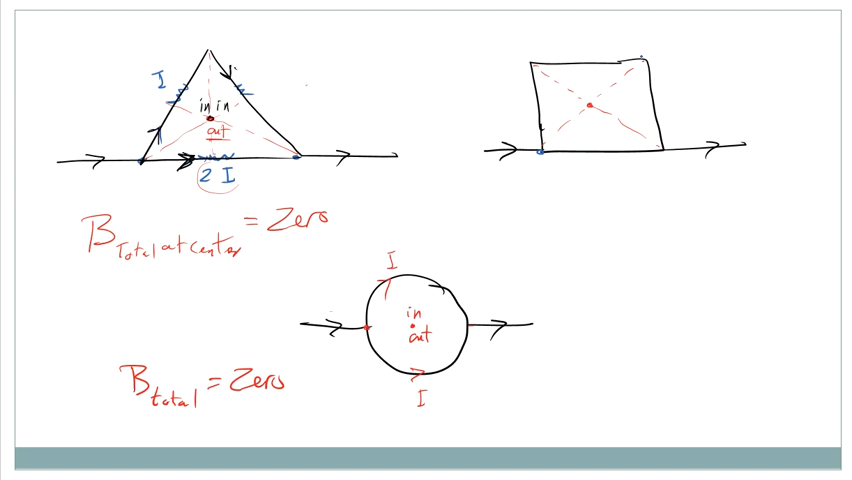 I
in in
out
2 I
B Total at center = Zero
I
in
out
B total = Zero
I